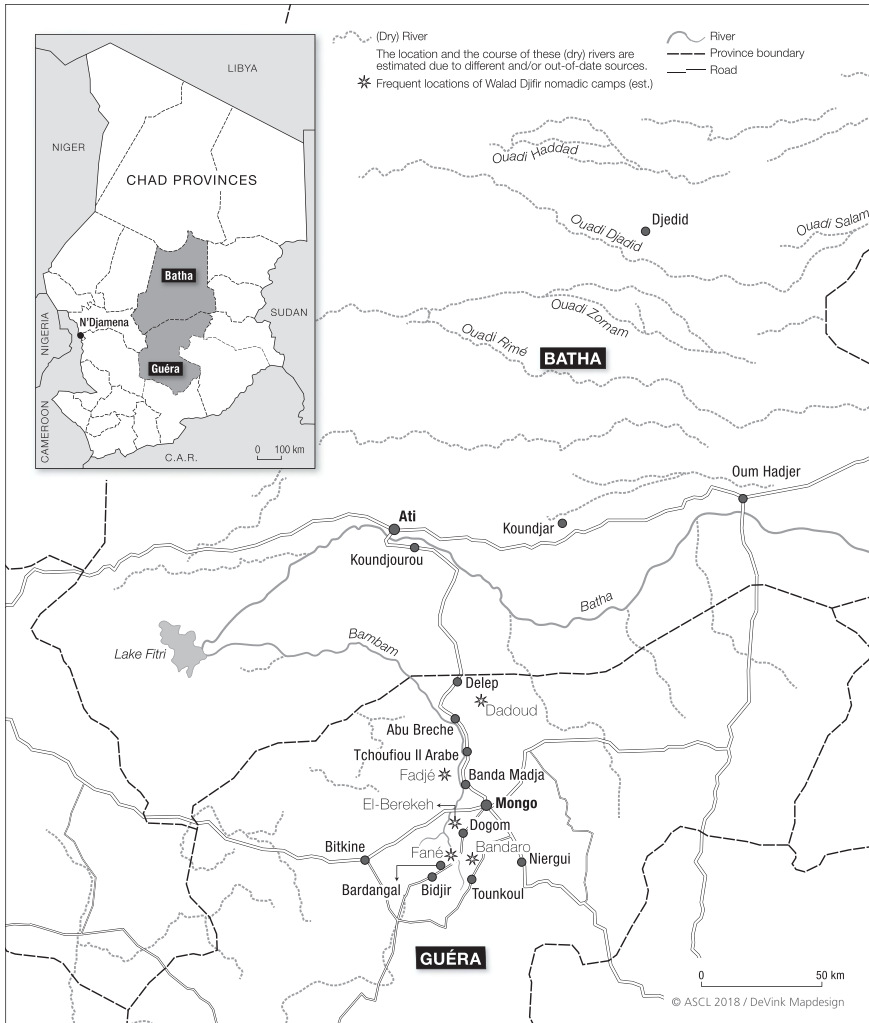 (Dry) River
The location and the course of these (dry) rivers are
estimated due to different and/or out-of-date sources.
Frequent locations of Walad Djifir nomadic camps (est.)
River
Province boundary
Road
LIBYA
NIGER
CHAD PROVINCES
Batha
N'Djamena
NIGERIA
SUDAN
Guéra
CAMEROON
C.A.R.
0 100 km
Ouadi Haddad
Djedid
Ouadi Djadid
Ouadi Salam
Ouadi Zornam
Ouadi Rimé
BATHA
Oum Hadjer
Ati
Koundjar
Koundjourou
Batha
Bambam
Lake Fitri
Delep
Dadoud
Abu Breche
Tchoufiou II Arabe
Fadjé
Banda Madja
El-Berekeh
Mongo
Dogom
Bitkine
Fané
Bandaro
Niergui
Bardangal
Bidjir
Tounkoul
GUÉRA
0 50 km
© ASCL 2018 / DeVink Mapdesign